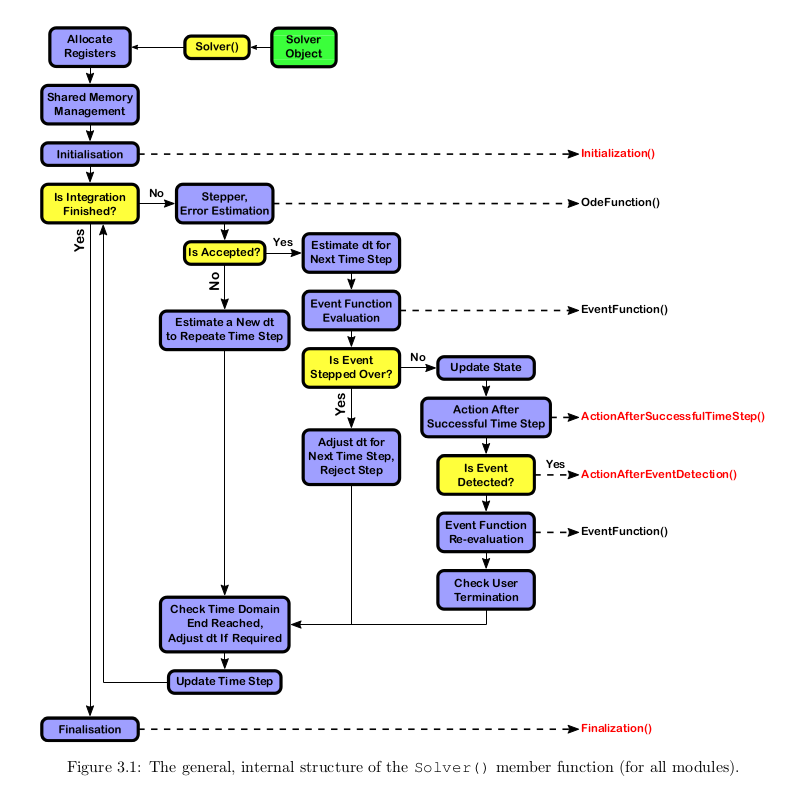 Allocate
Registers
Solver()
Solver
Object
Shared Memory
Management
Initialisation
Initialization()
Is Integration
Finished?
No
Stepper,
Error Estimation
OdeFunction()
Yes
Is Accepted?
Yes
Estimate dt for
Next Time Step
No
Event Function
Evaluation
EventFunction()
Estimate a New dt
to Repeate Time Step
Is Event
Stepped Over?
No
Update State
Yes
Action After
Successful Time Step
ActionAfterSuccessfulTimeStep()
Adjust dt for
Next Time Step,
Reject Step
Is Event
Detected?
Yes
ActionAfterEventDetection()
Event Function
Re-evaluation
EventFunction()
Check User
Termination
Check Time Domain
End Reached,
Adjust dt If Required
Update Time Step
Finalisation
Finalization()
Figure 3.1: The general, internal structure of the Solver() member function (for all modules).